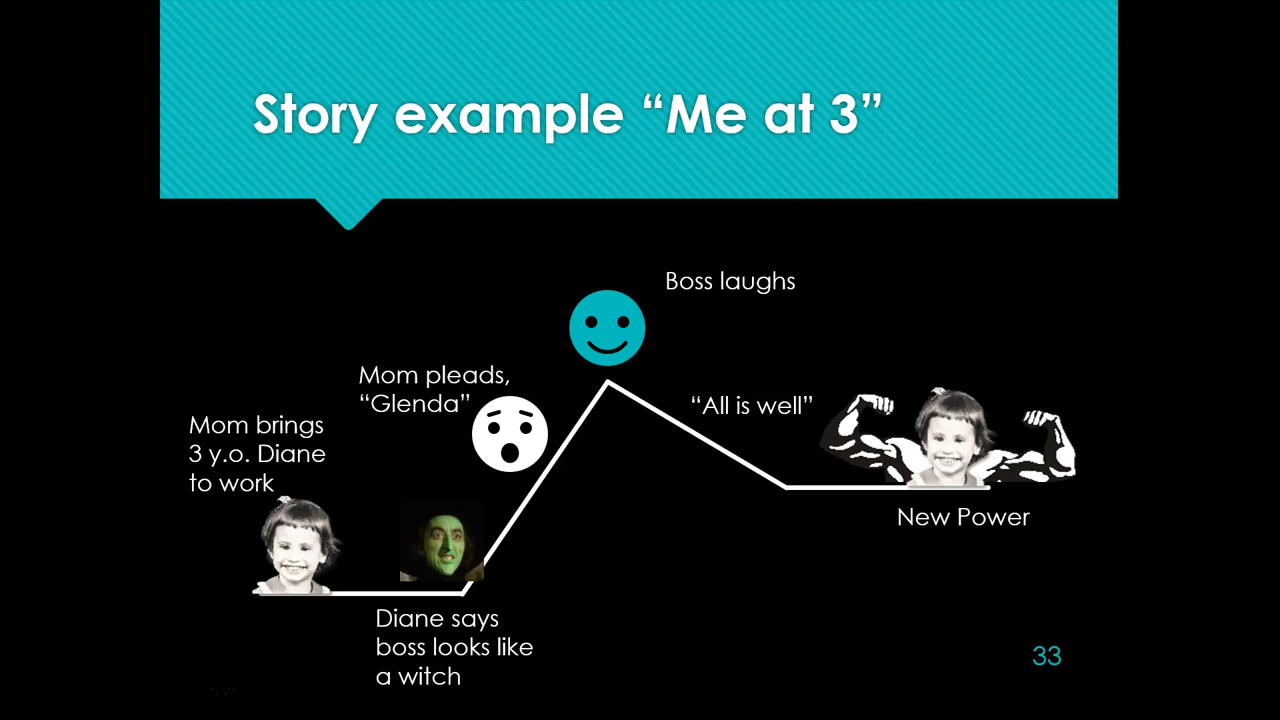 Story example “Me at 3”
Mom brings
3 y.o. Diane
to work
Diane says
boss looks like
a witch
Mom pleads,
“Glenda”
Boss laughs
“All is well”
New Power
33